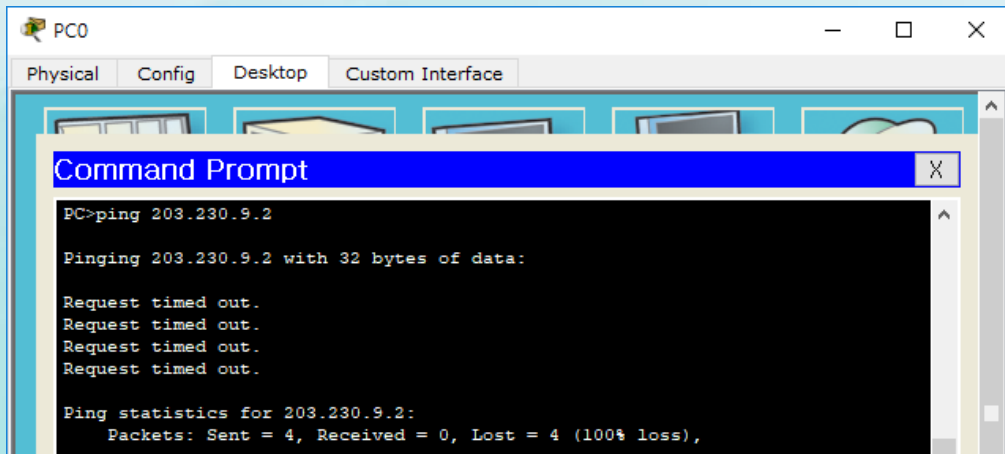 PC0
Physical Config Desktop Custom Interface
Command Prompt X
PC>ping 203.230.9.2
Pinging 203.230.9.2 with 32 bytes of data:
Request timed out.
Request timed out.
Request timed out.
Request timed out.
Ping statistics for 203.230.9.2:
Packets: Sent = 4, Received = 0, Lost = 4 (100% loss),